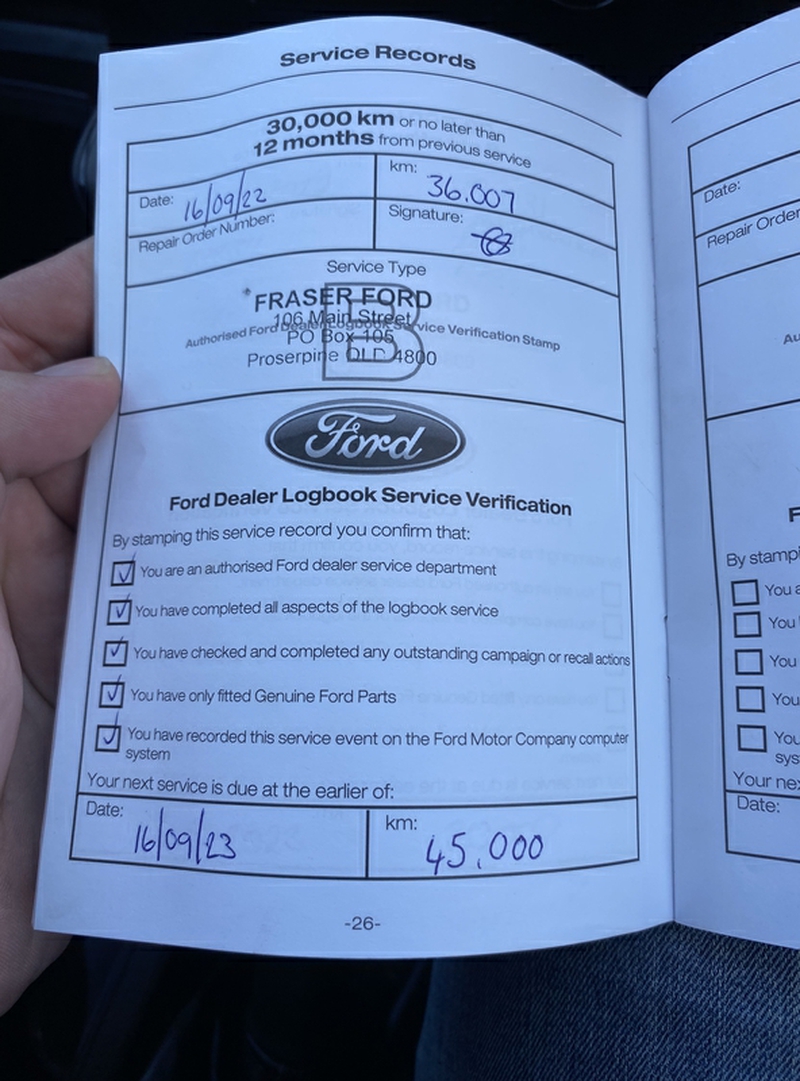 Service Records
30,000 km or no later than
12 months from previous service
Date: 16/09/22
km: 36.007
Repair Order Number:
Signature:
Service Type
B
FRASER FORD
106 Main Street
Authorised Ford Dealer Logbook Service Verification Stamp
PO Box 105
Proserpine QLD 4800
Ford
Ford Dealer Logbook Service Verification
By stamping this service record you confirm that:
You are an authorised Ford dealer service department
You have completed all aspects of the logbook service
You have checked and completed any outstanding campaign or recall actions
You have only fitted Genuine Ford Parts
You have recorded this service event on the Ford Motor Company computer
system
Your next service is due at the earlier of:
Date: 16/09/23
km: 45.000
-26-
Date:
Repair Order
Au
F
By stampi
You a
You
You
You
You
sys
Your nex
Date: